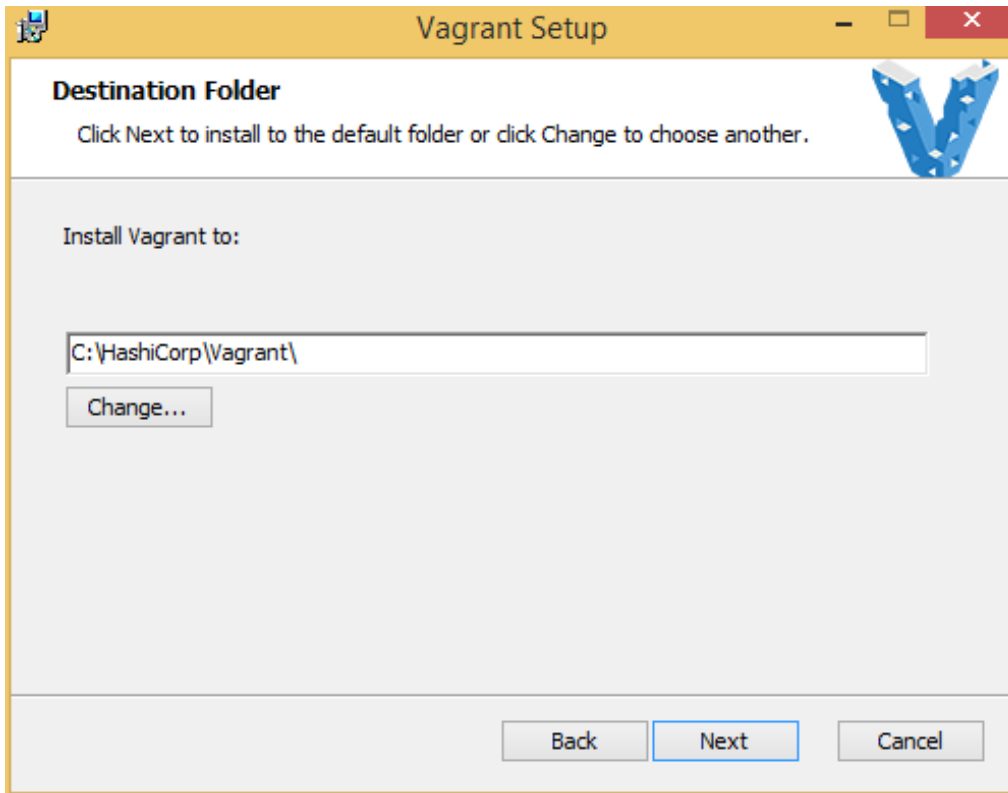 Vagrant Setup
Destination Folder
Click Next to install to the default folder or click Change to choose another.
Install Vagrant to:
C:\HashiCorp\Vagrant\
Change...
Back Next Cancel